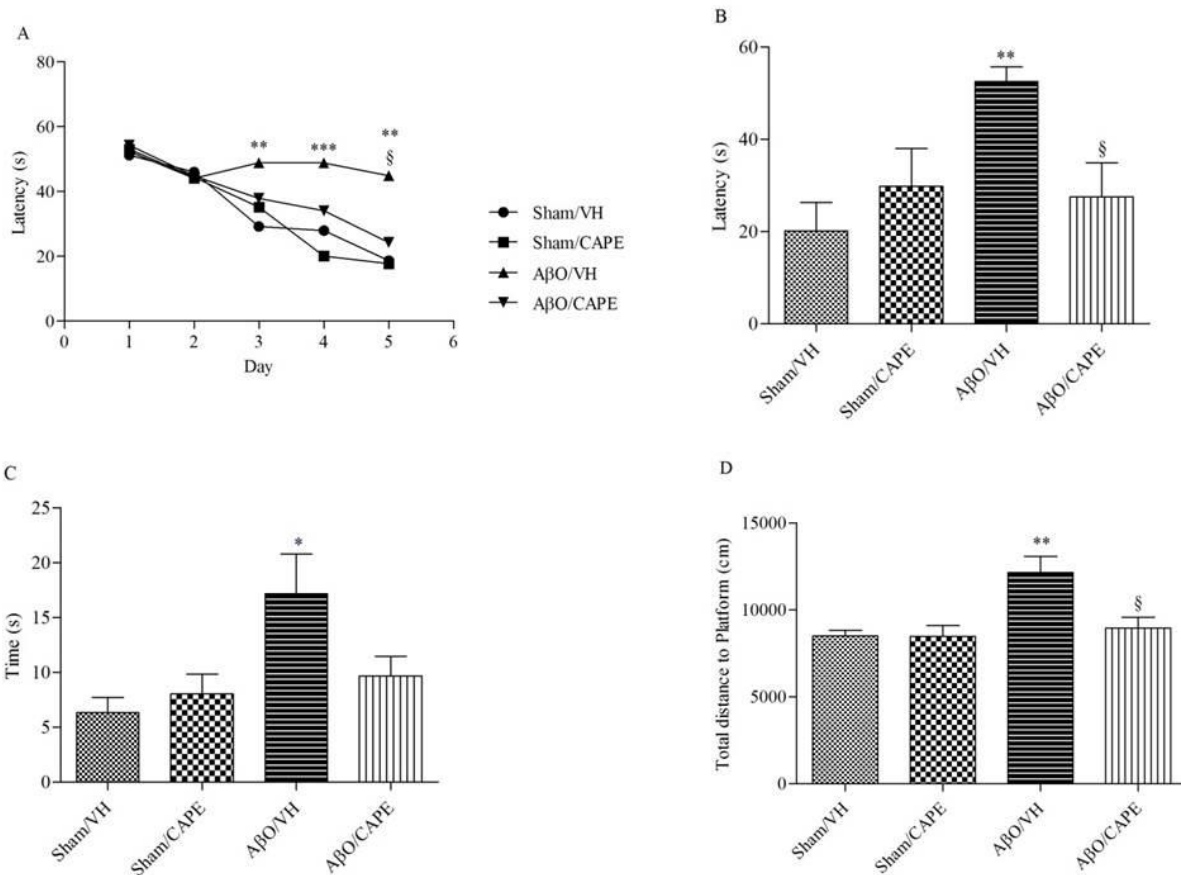 A
80
60
40
20
0
Latency (s)
** *** **
§
0 1 2 3 4 5 6
Day
Sham/VH
Sham/CAPE
AβO/VH
AβO/CAPE
B
60
40
20
0
Latency (s)
**
§
Sham/VH
Sham/CAPE
AβO/VH
AβO/CAPE
C
25
20
15
10
5
0
Time (s)
*
Sham/VH
Sham/CAPE
AβO/VH
AβO/CAPE
D
15000
10000
5000
0
Total distance to Platform (cm)
**
§
Sham/VH
Sham/CAPE
AβO/VH
AβO/CAPE